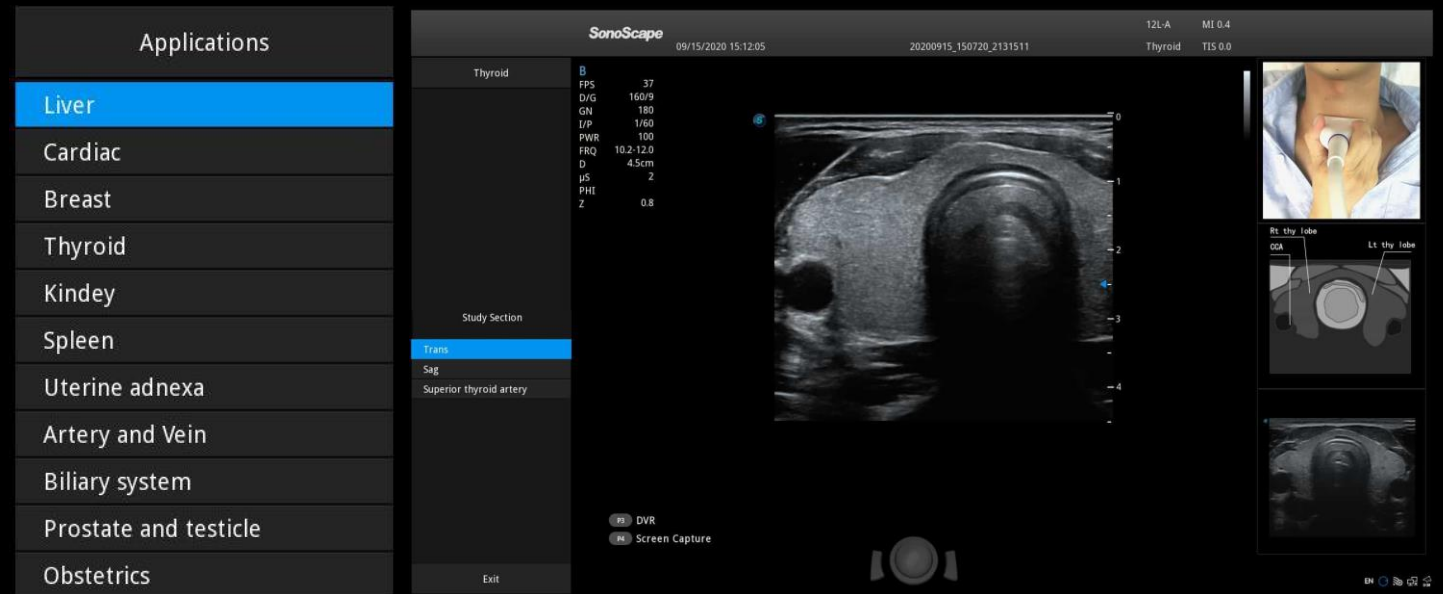 Applications
Liver
Cardiac
Breast
Thyroid
Kindey
Spleen
Uterine adnexa
Artery and Vein
Biliary system
Prostate and testicle
Obstetrics
SonoScape
09/15/2020 15:12:05
20200915_150720_2131511
12L-A MI 0.4
Thyroid TIS 0.0
Thyroid
Study Section
Trans
Sag
Superior thyroid artery
Exit
B
FPS 37
D/G 160/9
GN 180
I/P 1/60
PWR 100
FRQ 10.2-12.0
D 4.5cm
µS 2
PHI
Z 0.8
0
1
2
3
4
P3 DVR
P4 Screen Capture
Rt thy lobe
CCA
Lt thy lobe
EN